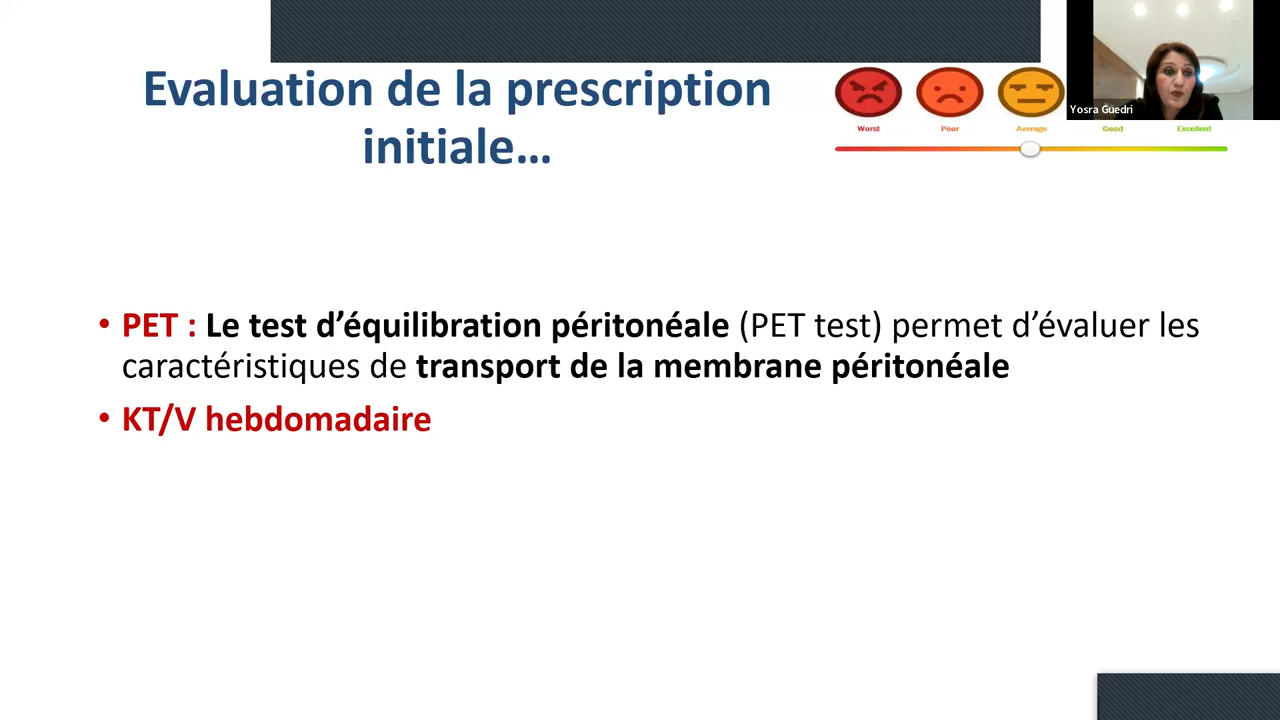 Evaluation de la prescription
initiale…
Worst
Poor
Average
Good
Excellent
Yosra Guedri
• PET : Le test d’équilibration péritonéale (PET test) permet d’évaluer les
caractéristiques de transport de la membrane péritonéale
• KT/V hebdomadaire